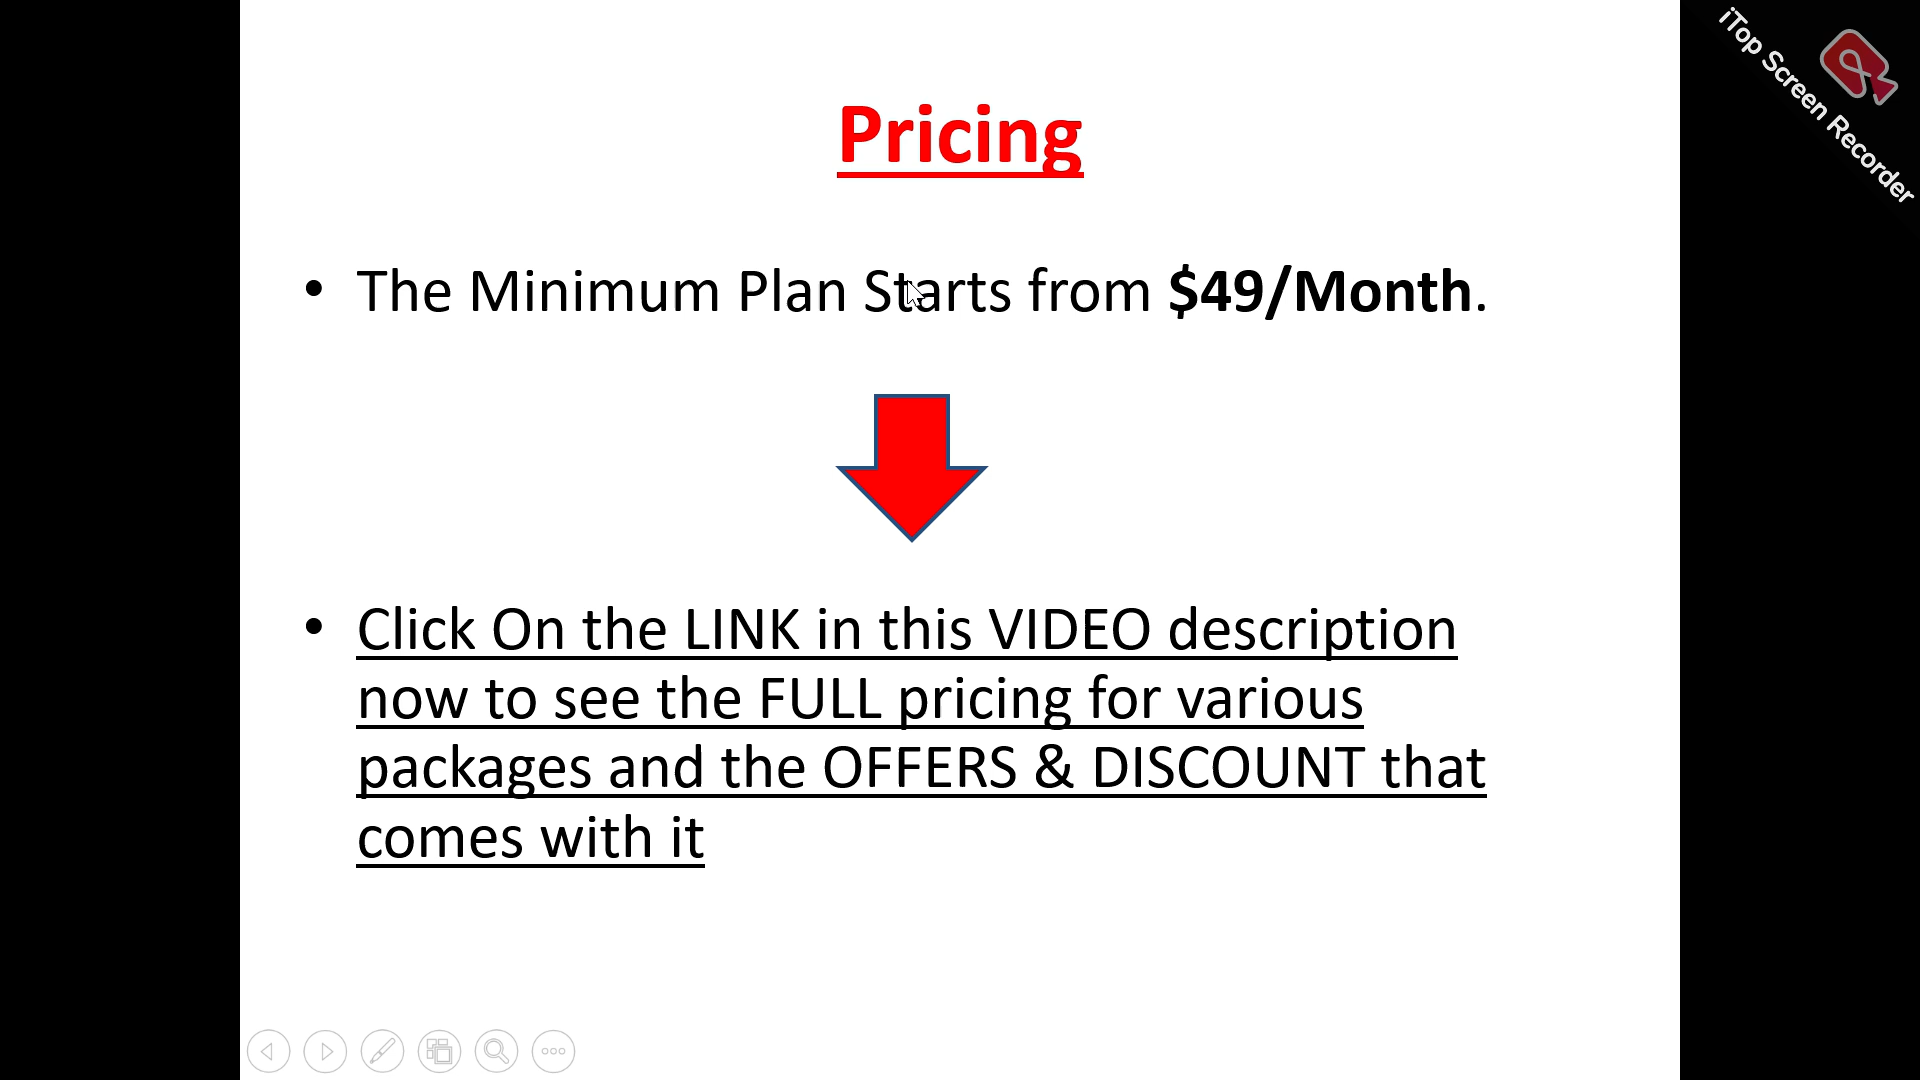 iTop Screen Recorder
Pricing
• The Minimum Plan Starts from $49/Month.
• Click On the LINK in this VIDEO description
now to see the FULL pricing for various
packages and the OFFERS & DISCOUNT that
comes with it